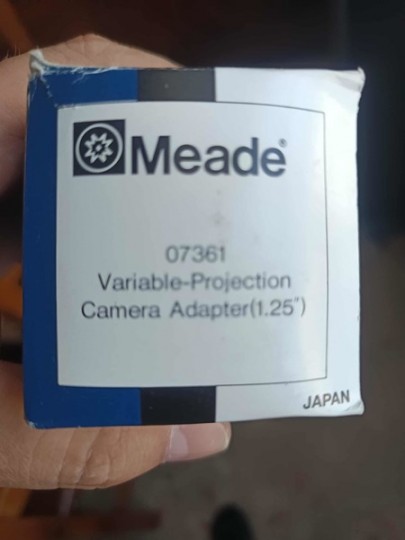 Meade®
07361
Variable-Projection
Camera Adapter(1.25")
JAPAN